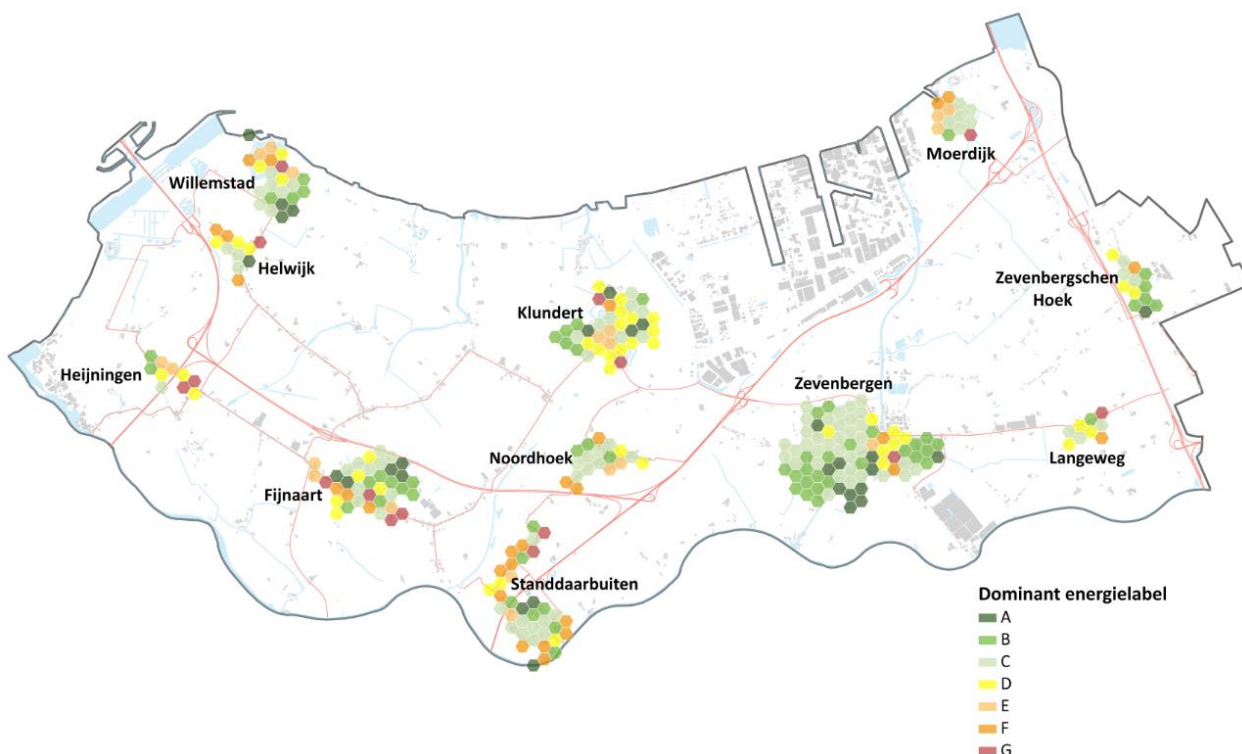 Moerdijk
Willemstad
Helwijk
Zevenbergschen
Hoek
Klundert
Heijningen
Zevenbergen
Noordhoek
Langeweg
Fijnaart
Standdaarbuiten
Dominant energielabel
A
B
C
D
E
F
G